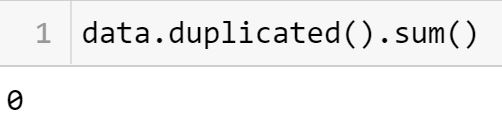 1 data.duplicated().sum()
0